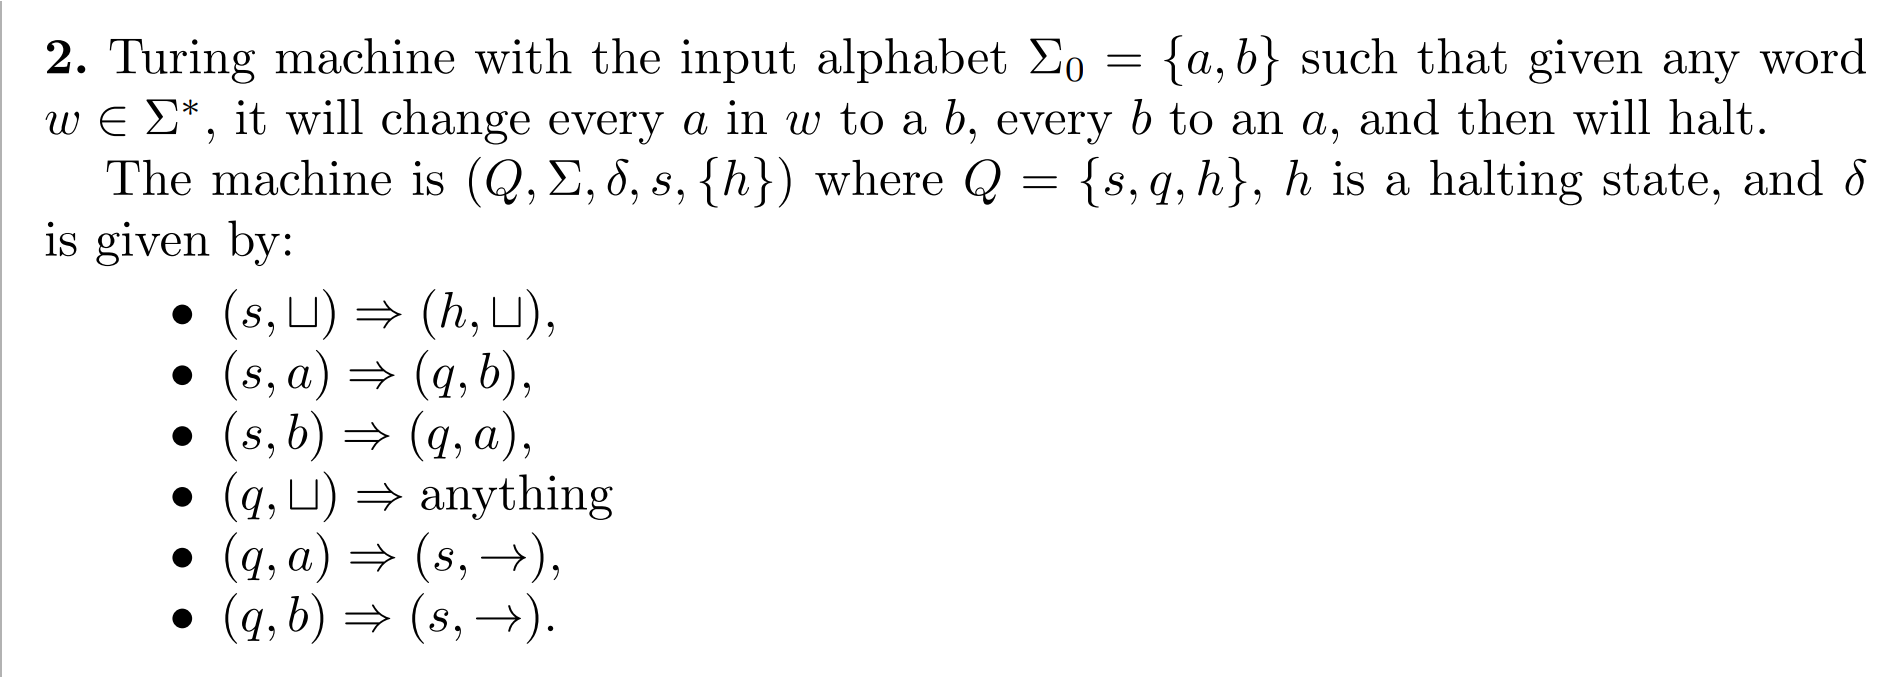 2. Turing machine with the input alphabet Σ₀ = {a, b} such that given any word
w ∈ Σ*, it will change every a in w to a b, every b to an a, and then will halt.
The machine is (Q, Σ, δ, s, {h}) where Q = {s, q, h}, h is a halting state, and δ
is given by:
• (s, ⊔) ⇒ (h, ⊔),
• (s, a) ⇒ (q, b),
• (s, b) ⇒ (q, a),
• (q, ⊔) ⇒ anything
• (q, a) ⇒ (s, →),
• (q, b) ⇒ (s, →).